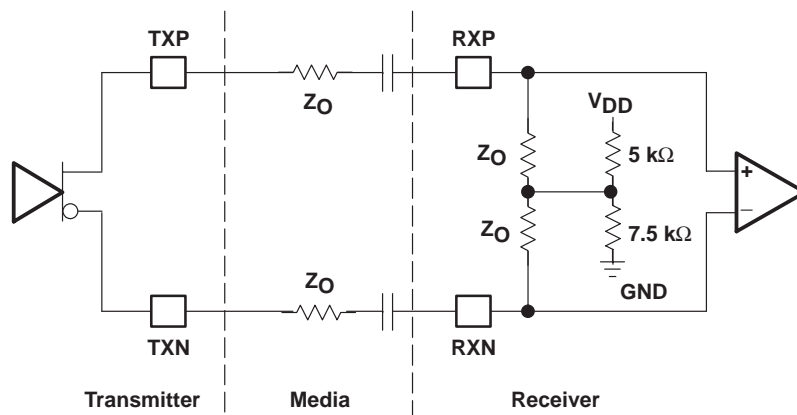 TXP
RXP
ZO
VDD
ZO
5 kΩ
+
−
ZO
7.5 kΩ
ZO
GND
TXN
RXN
Transmitter
Media
Receiver